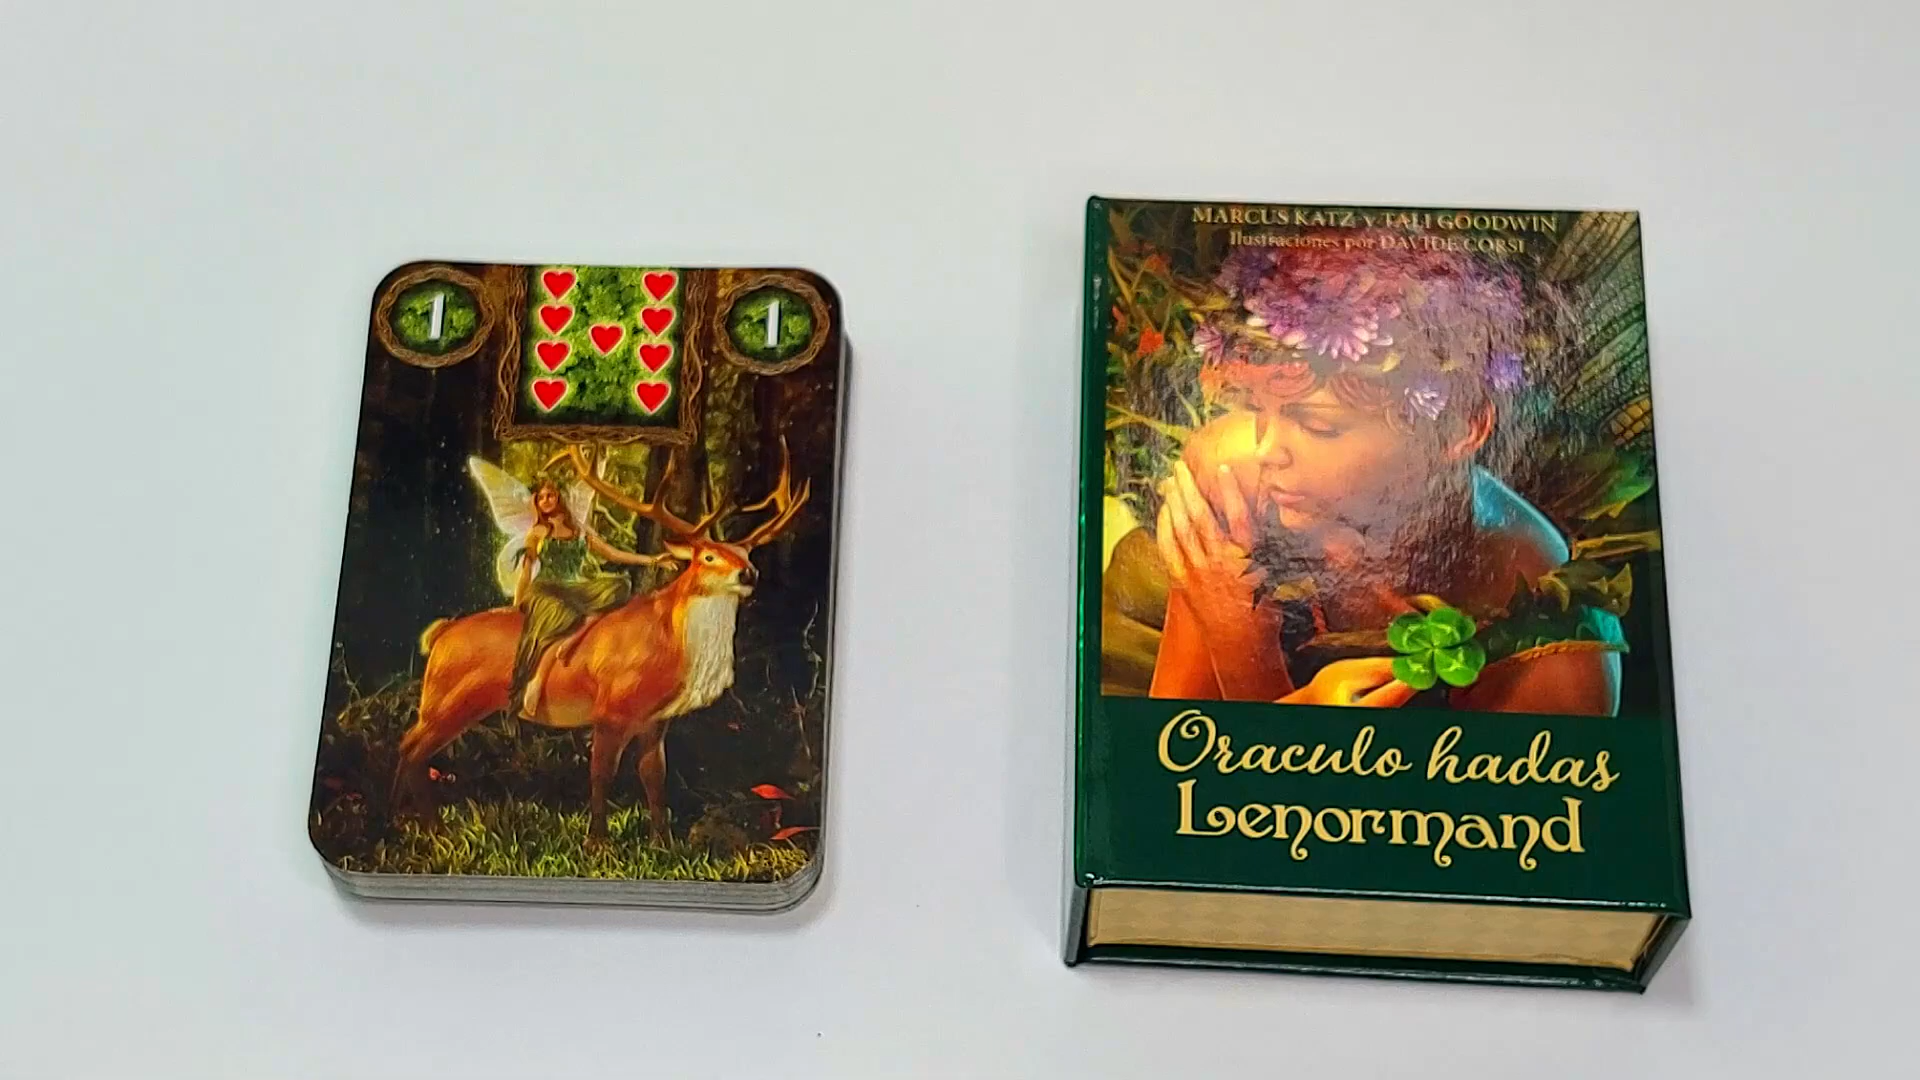 1 1
MARCUS KATZ y TALI GOODWIN
Ilustraciones por DAVIDE CORSI
Oraculo hadas
Lenormand